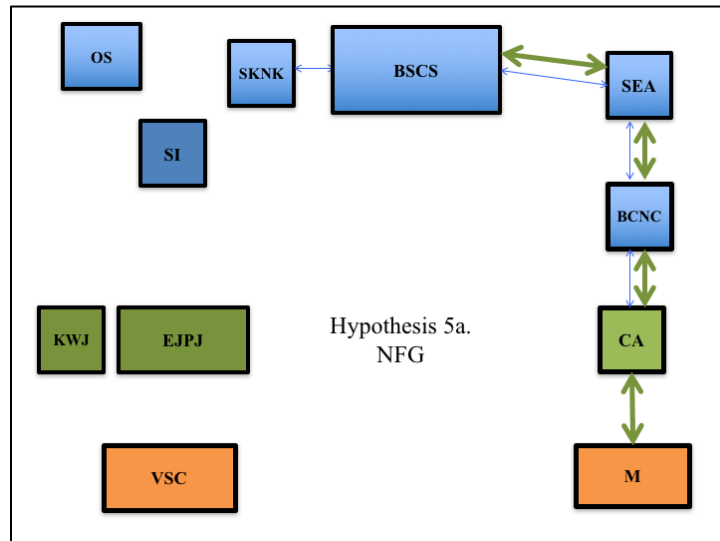 OS
SKNK
BSCS
SEA
SI
BCNC
KWJ
EJPJ
Hypothesis 5a.
NFG
CA
VSC
M